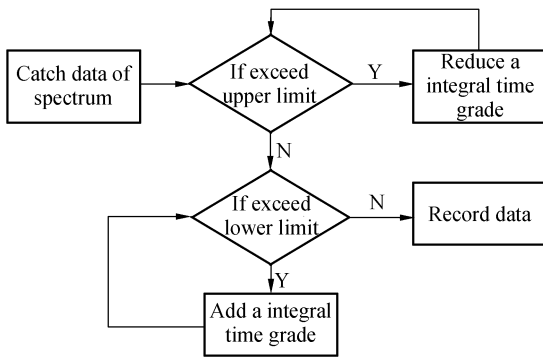 Catch data of
spectrum
If exceed
upper limit
Y
Reduce a
integral time
grade
N
If exceed
lower limit
N
Record data
Y
Add a integral
time grade